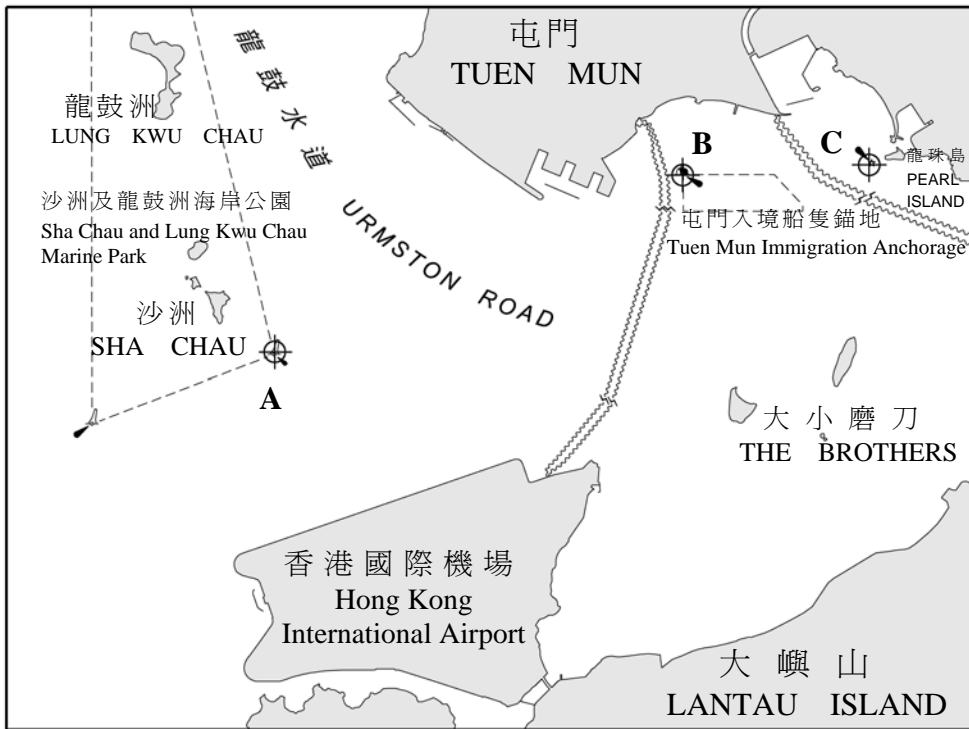 屯門
TUEN MUN
龍鼓水道
龍鼓洲
LUNG KWU CHAU
B
C
龍珠島
PEARL
ISLAND
沙洲及龍鼓洲海岸公園
Sha Chau and Lung Kwu Chau
Marine Park
URMSTON ROAD
屯門入境船隻錨地
Tuen Mun Immigration Anchorage
沙洲
SHA CHAU
A
大小磨刀
THE BROTHERS
香港國際機場
Hong Kong
International Airport
大嶼山
LANTAU ISLAND